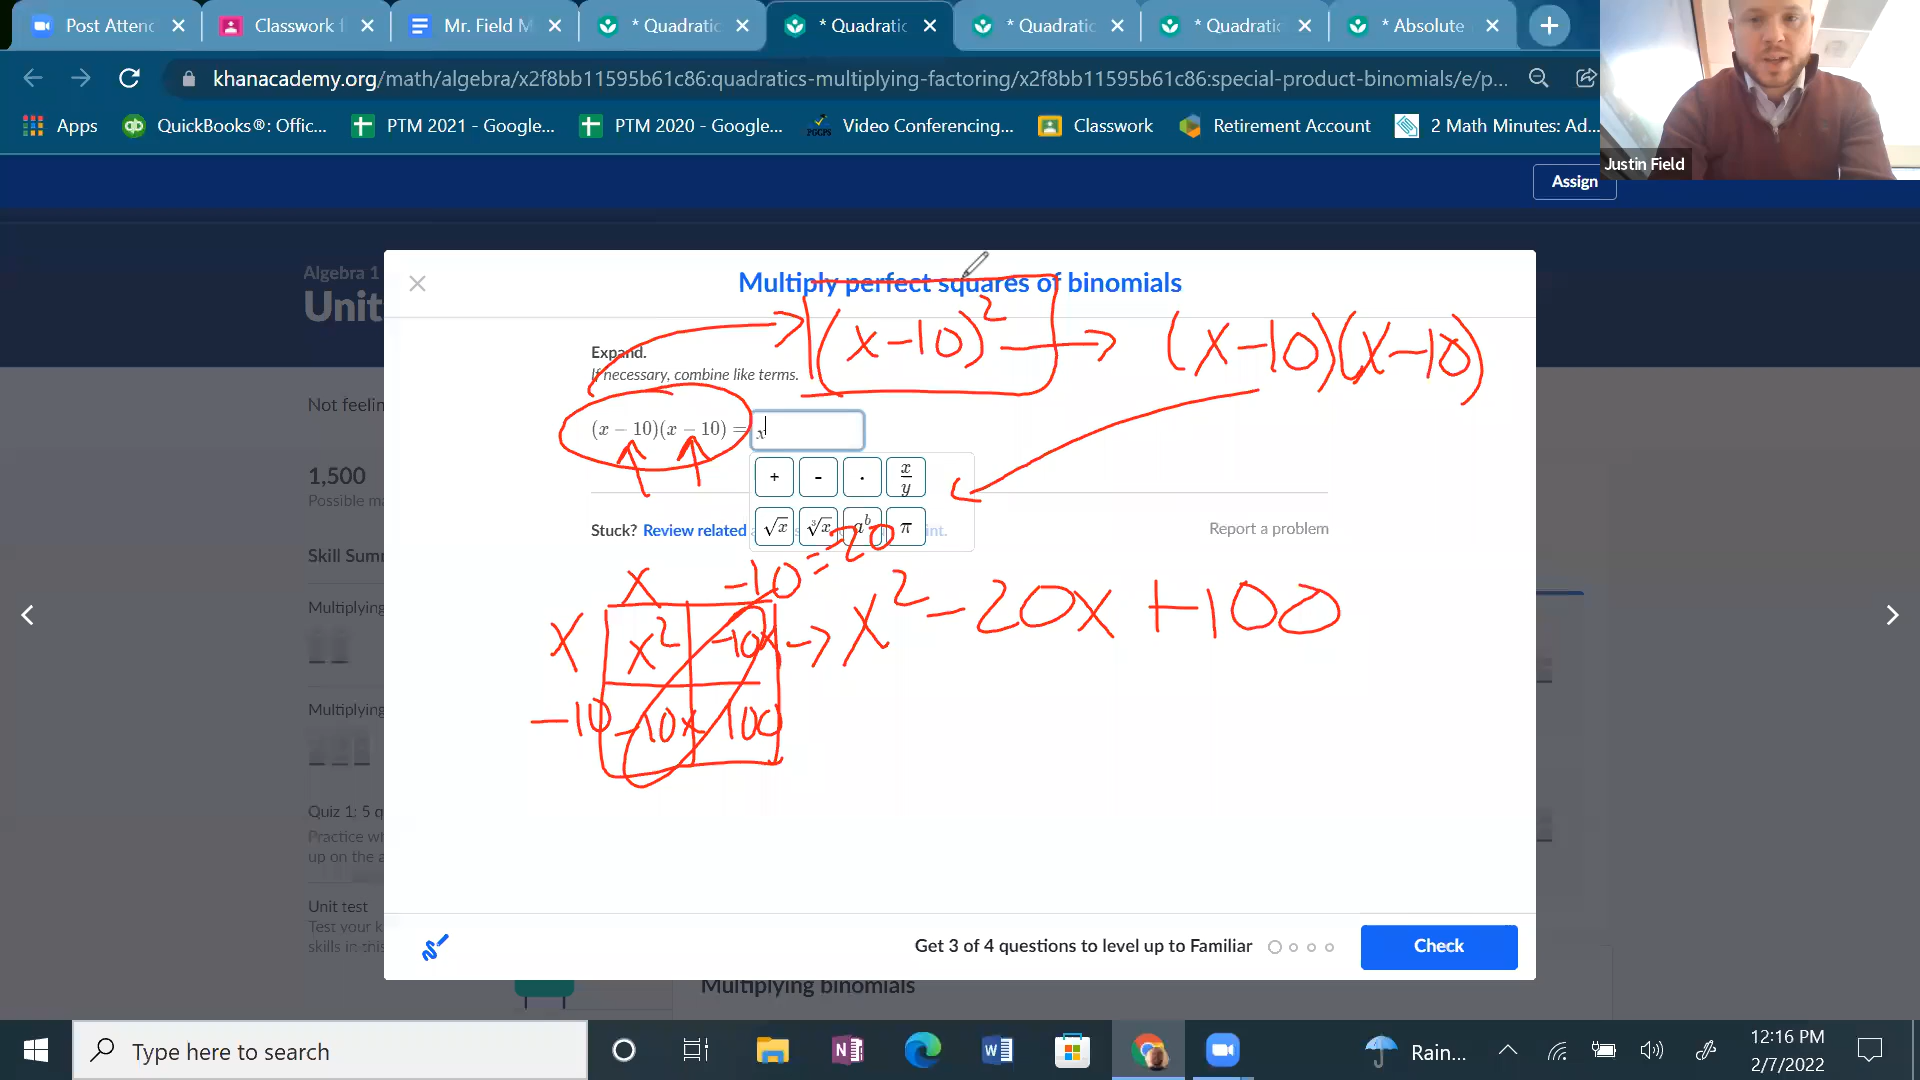 Post Attenc
Classwork f
Mr. Field M
* Quadratic
* Quadratic
* Quadratic
* Quadratic
* Absolute
khanacademy.org/math/algebra/x2f8bb11595b61c86:quadratics-multiplying-factoring/x2f8bb11595b61c86:special-product-binomials/e/p...
Apps
QuickBooks®: Offic...
PTM 2021 - Google...
PTM 2020 - Google...
Video Conferencing...
Classwork
Retirement Account
2 Math Minutes: Ad...
Justin Field
Assign
Algebra 1
Unit
Multiply perfect squares of binomials
(x-10)² → (x-10)(x-10)
Expand.
If necessary, combine like terms.
(x − 10)(x − 10) = x
Not feelin
1,500
Possible ma
+ - · x/y
√x ∛x aᵇ π
Stuck? Review related
Report a problem
Skill Sum
Multiplying
Multiplying
Quiz 1: 5 q
Practice wi
up on the a
Unit test
Test your k
skills in this
x -10 = -20
x x² -10x → x² - 20x + 100
-10 -10x 100
Get 3 of 4 questions to level up to Familiar
Check
Multiplying binomials
Type here to search
Rain...
12:16 PM
2/7/2022